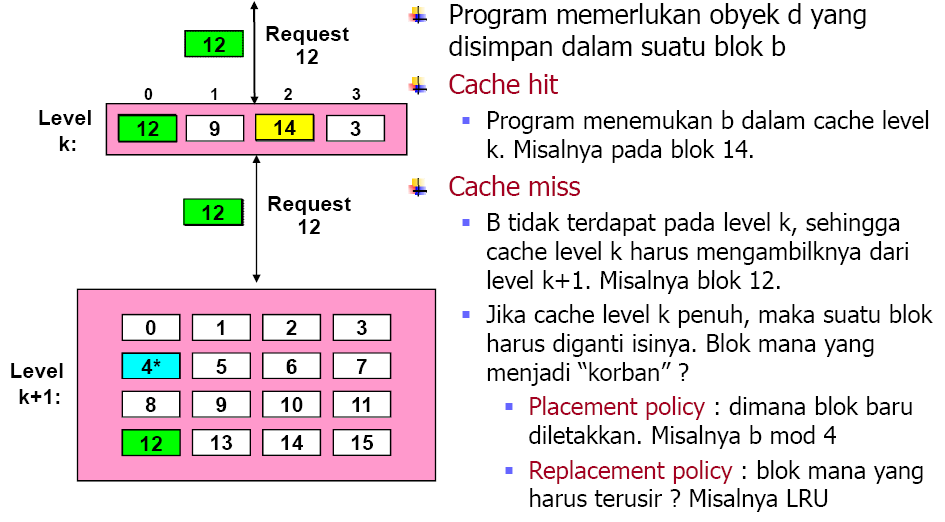 12
Request
12
0 1 2 3
Level
k:
12 9 14 3
12
Request
12
Level
k+1:
0 1 2 3
4* 5 6 7
8 9 10 11
12 13 14 15
Program memerlukan obyek d yang
disimpan dalam suatu blok b
Cache hit
Program menemukan b dalam cache level
k. Misalnya pada blok 14.
Cache miss
B tidak terdapat pada level k, sehingga
cache level k harus mengambilknya dari
level k+1. Misalnya blok 12.
Jika cache level k penuh, maka suatu blok
harus diganti isinya. Blok mana yang
menjadi “korban” ?
Placement policy : dimana blok baru
diletakkan. Misalnya b mod 4
Replacement policy : blok mana yang
harus terusir ? Misalnya LRU